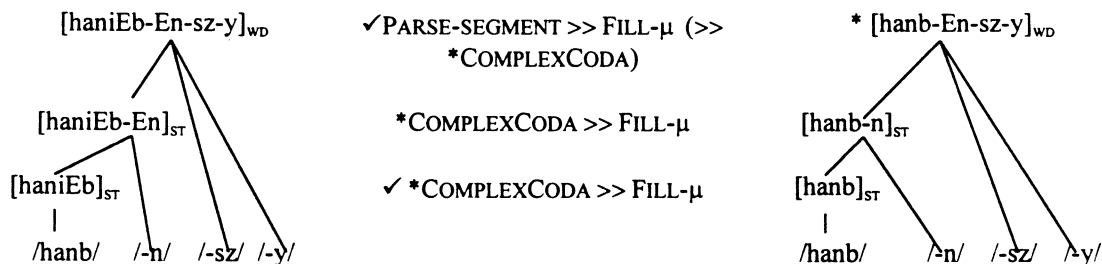 [haniEb-En-sz-y]WD ✓PARSE-SEGMENT >> FILL-μ (>> *[hanb-En-sz-y]WD
*COMPLEXCODA)
[haniEb-En]ST *COMPLEXCODA >> FILL-μ [hanb-n]ST
[haniEb]ST ✓ *COMPLEXCODA >> FILL-μ [hanb]ST
/hanb/ /-n/ /-sz/ /-y/ /hanb/ /-n/ /-sz/ /-y/